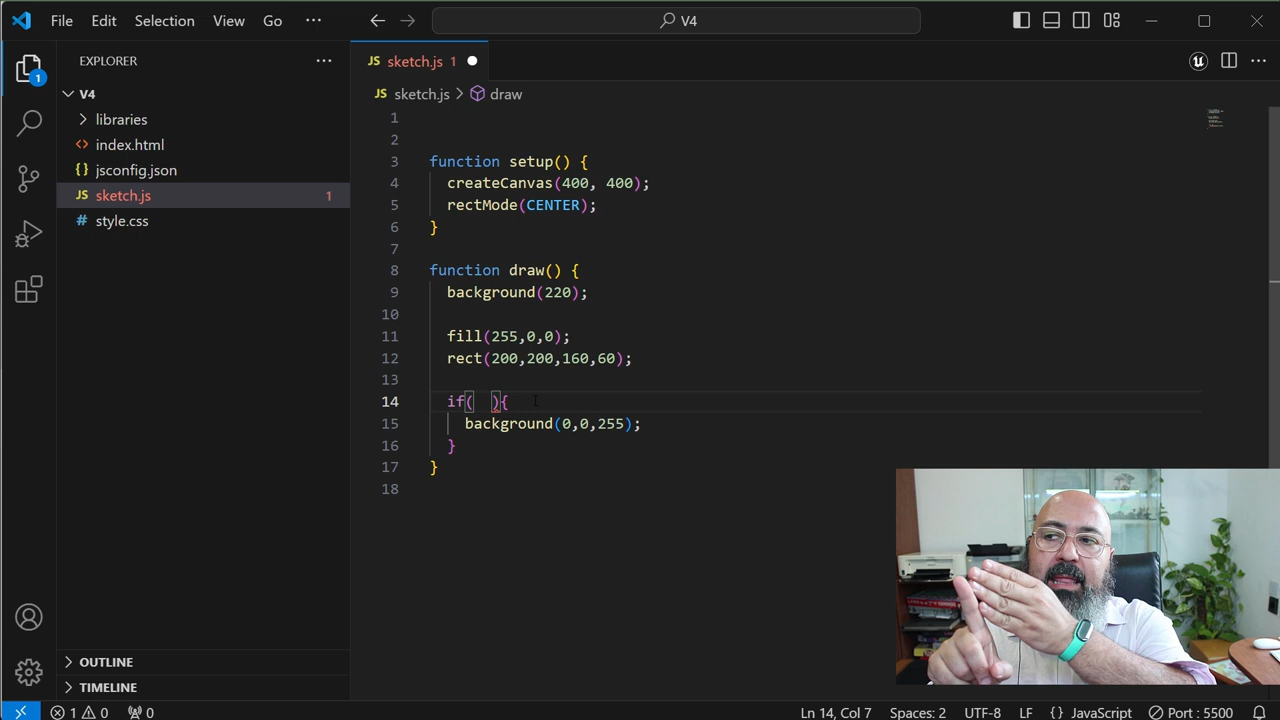 File Edit Selection View Go ···
V4
EXPLORER ···
V4
libraries
index.html
{} jsconfig.json
JS sketch.js 1
# style.css
OUTLINE
TIMELINE
1
JS sketch.js 1
JS sketch.js > draw
1
2
3 function setup() {
4 createCanvas(400, 400);
5 rectMode(CENTER);
6 }
7
8 function draw() {
9 background(220);
10
11 fill(255,0,0);
12 rect(200,200,160,60);
13
14 if(  ){
15 background(0,0,255);
16 }
17 }
18
1 0 0 Ln 14, Col 7 Spaces: 2 UTF-8 LF {} JavaScript Port : 5500